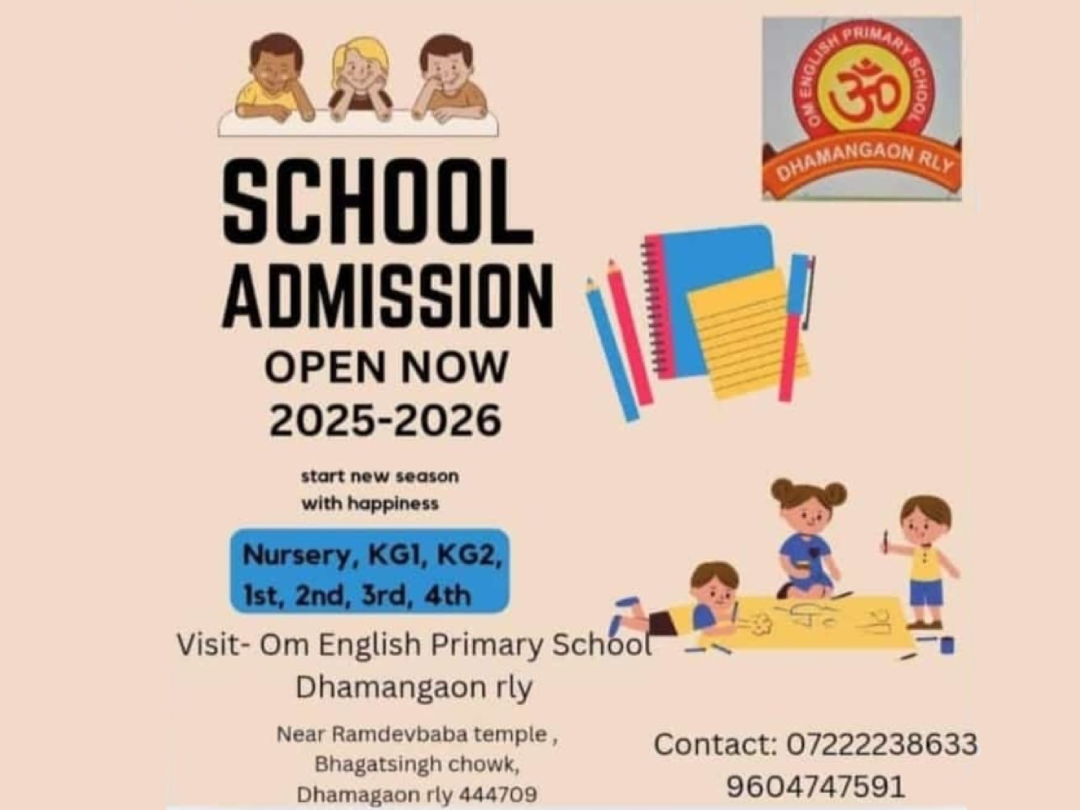 OM ENGLISH PRIMARY SCHOOL
ॐ
DHAMANGAON RLY
SCHOOL
ADMISSION
OPEN NOW
2025-2026
start new season
with happiness
Nursery, KG1, KG2,
1st, 2nd, 3rd, 4th
Visit- Om English Primary School
Dhamangaon rly
Near Ramdevbaba temple ,
Bhagatsingh chowk,
Dhamagaon rly 444709
Contact: 07222238633
9604747591